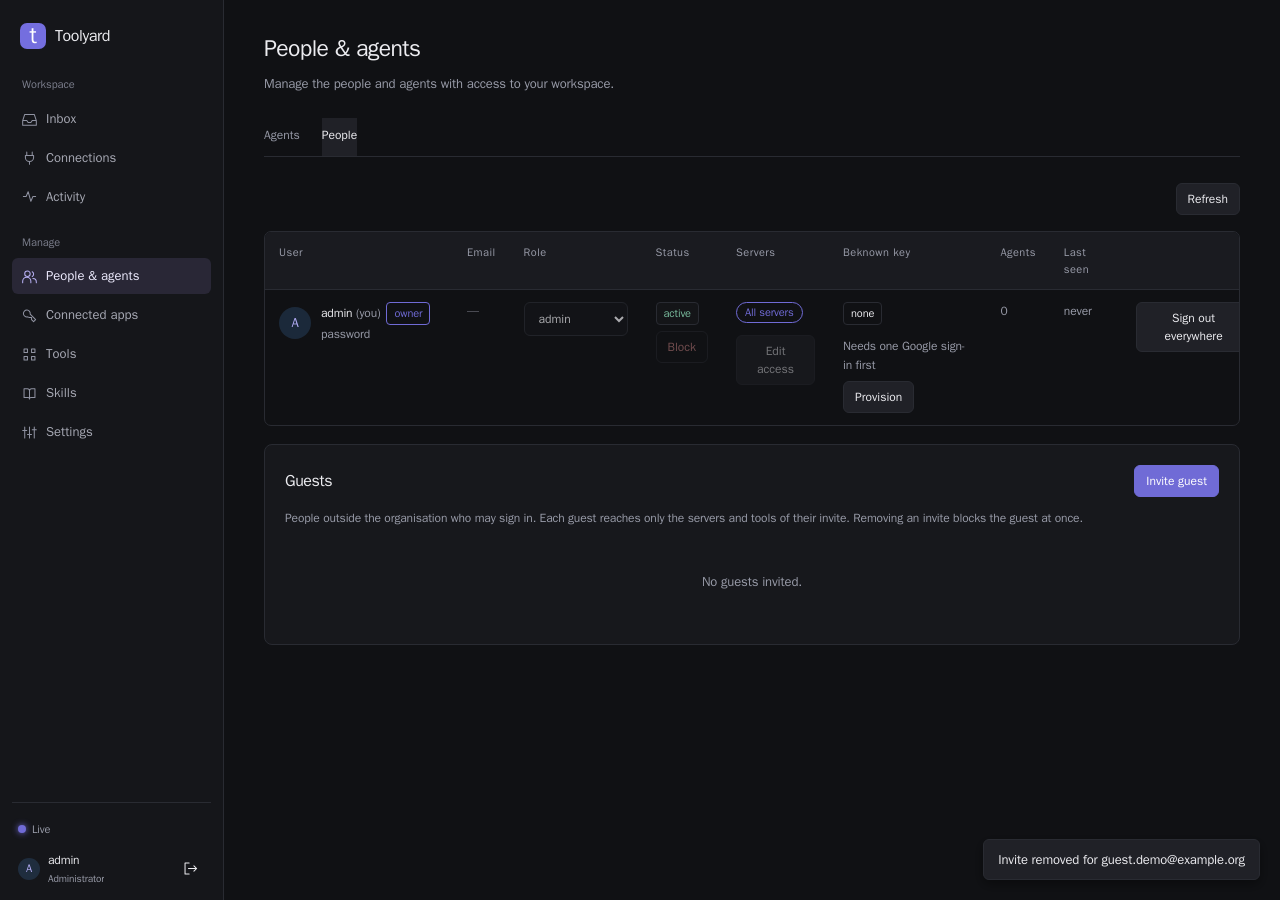 t Toolyard
Workspace
Inbox
Connections
Activity
Manage
People & agents
Connected apps
Tools
Skills
Settings
Live
A admin
Administrator
People & agents
Manage the people and agents with access to your workspace.
Agents People
Refresh
User Email Role Status Servers Beknown key Agents Last
seen
A admin (you) owner — admin active All servers none 0 never Sign out
everywhere
password Block Edit
access
Needs one Google sign-
in first
Provision
Guests Invite guest
People outside the organisation who may sign in. Each guest reaches only the servers and tools of their invite. Removing an invite blocks the guest at once.
No guests invited.
Invite removed for guest.demo@example.org